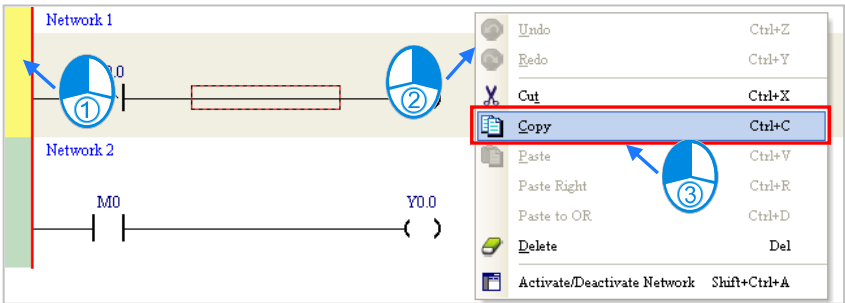 Network 1
.0
①
②
Network 2
M0
Y0.0
Undo Ctrl+Z
Redo Ctrl+Y
Cut Ctrl+X
Copy Ctrl+C
Paste Ctrl+V
Paste Right Ctrl+R
③
Paste to OR Ctrl+D
Delete Del
Activate/Deactivate Network Shift+Ctrl+A